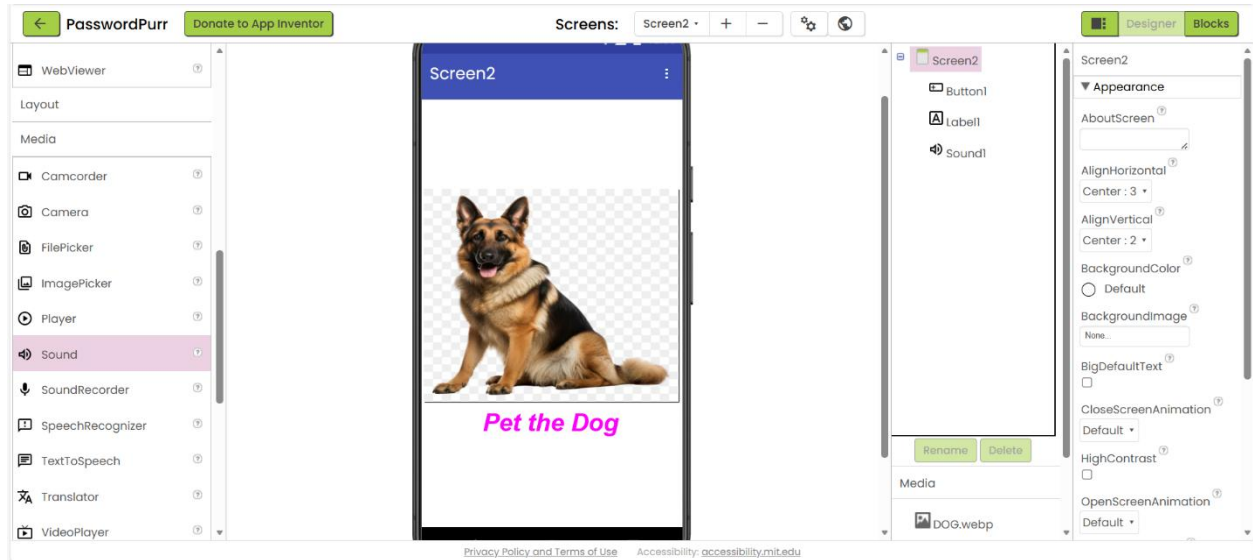 PasswordPurr
Donate to App Inventor
Screens:
Screen2
Designer
Blocks
WebViewer
Layout
Media
Camcorder
Camera
FilePicker
ImagePicker
Player
Sound
SoundRecorder
SpeechRecognizer
TextToSpeech
Translator
VideoPlayer
Screen2
Pet the Dog
Screen2
Button1
Label1
Sound1
Rename
Delete
Media
DOG.webp
Screen2
Appearance
AboutScreen
AlignHorizontal
Center : 3
AlignVertical
Center : 2
BackgroundColor
Default
BackgroundImage
None...
BigDefaultText
CloseScreenAnimation
Default
HighContrast
OpenScreenAnimation
Default
Privacy Policy and Terms of Use
Accessibility: accessibility.mit.edu